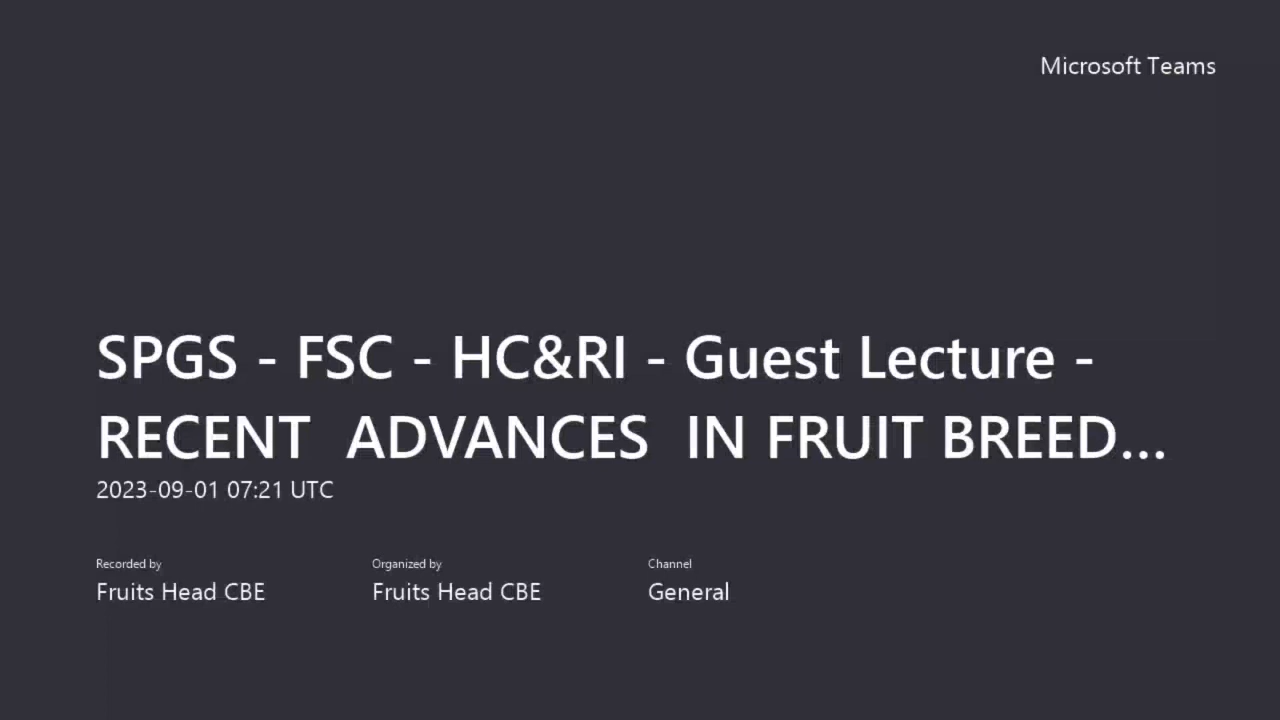 Microsoft Teams
SPGS - FSC - HC&RI - Guest Lecture -
RECENT ADVANCES IN FRUIT BREED...
2023-09-01 07:21 UTC
Recorded by
Fruits Head CBE
Organized by
Fruits Head CBE
Channel
General